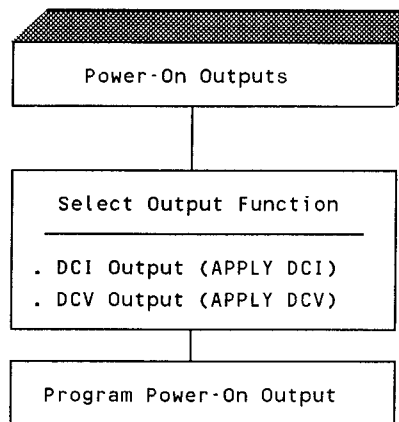 Power-On Outputs
Select Output Function
. DCI Output (APPLY DCI)
. DCV Output (APPLY DCV)
Program Power-On Output